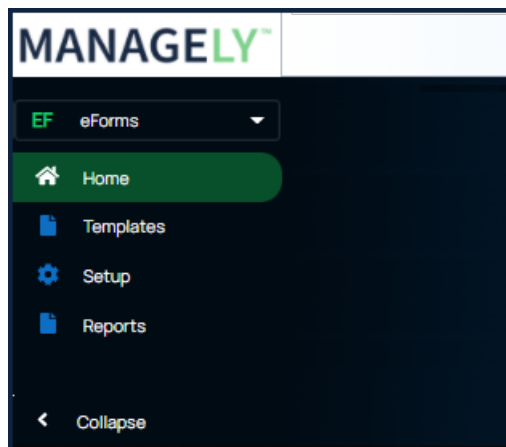 MANAGELY™
EF eForms
Home
Templates
Setup
Reports
Collapse